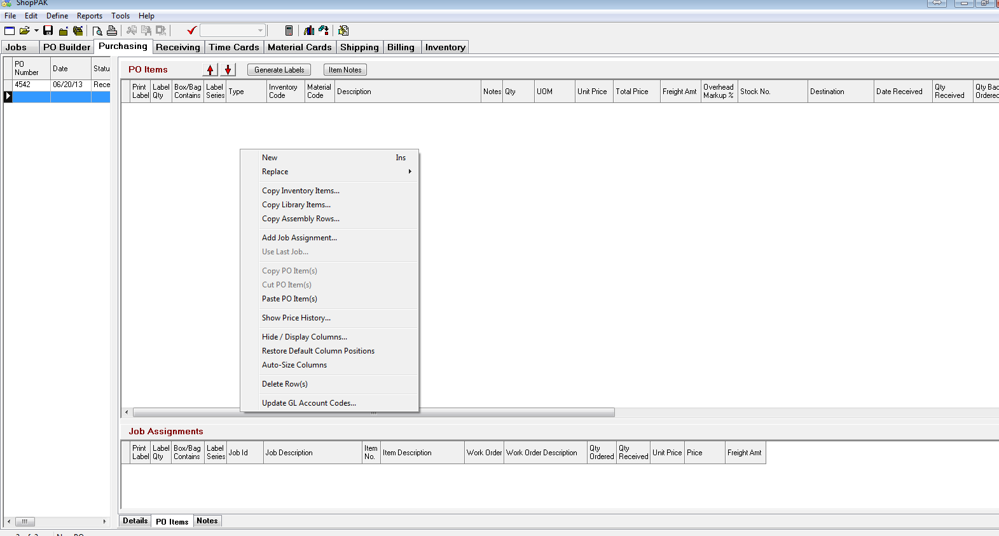 ShopPAK
File Edit Define Reports Tools Help
Jobs PO Builder Purchasing Receiving Time Cards Material Cards Shipping Billing Inventory
PO Number Date Statu
4542 06/20/13 Rece
PO Items Generate Labels Item Notes
Print Label Label Qty Box/Bag Contains Label Series Type Inventory Code Material Code Description Notes Qty UOM Unit Price Total Price Freight Amt Overhead Markup % Stock No. Destination Date Received Qty Received Qty Bac Ordered
New Ins
Replace
Copy Inventory Items...
Copy Library Items...
Copy Assembly Rows...
Add Job Assignment...
Use Last Job...
Copy PO Item(s)
Cut PO Item(s)
Paste PO Item(s)
Show Price History...
Hide / Display Columns...
Restore Default Column Positions
Auto-Size Columns
Delete Row(s)
Update GL Account Codes...
Job Assignments
Print Label Label Qty Box/Bag Contains Label Series Job Id Job Description Item No. Item Description Work Order Work Order Description Qty Ordered Qty Received Unit Price Price Freight Amt
Details PO Items Notes